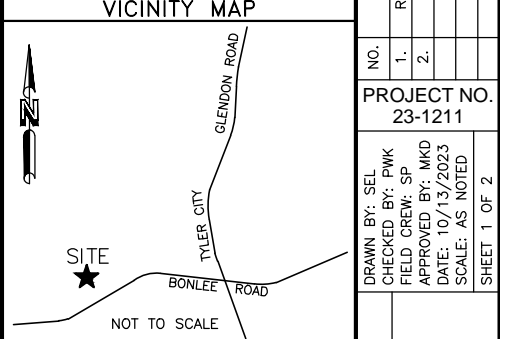 VICINITY MAP
N
GLENDON ROAD
TYLER CITY
SITE
BONLEE ROAD
NOT TO SCALE
NO.
R
1.
2.
PROJECT NO.
23-1211
DRAWN BY: SEL
CHECKED BY: PWK
FIELD CREW: SP
APPROVED BY: MKD
DATE: 10/13/2023
SCALE: AS NOTED
SHEET 1 OF 2